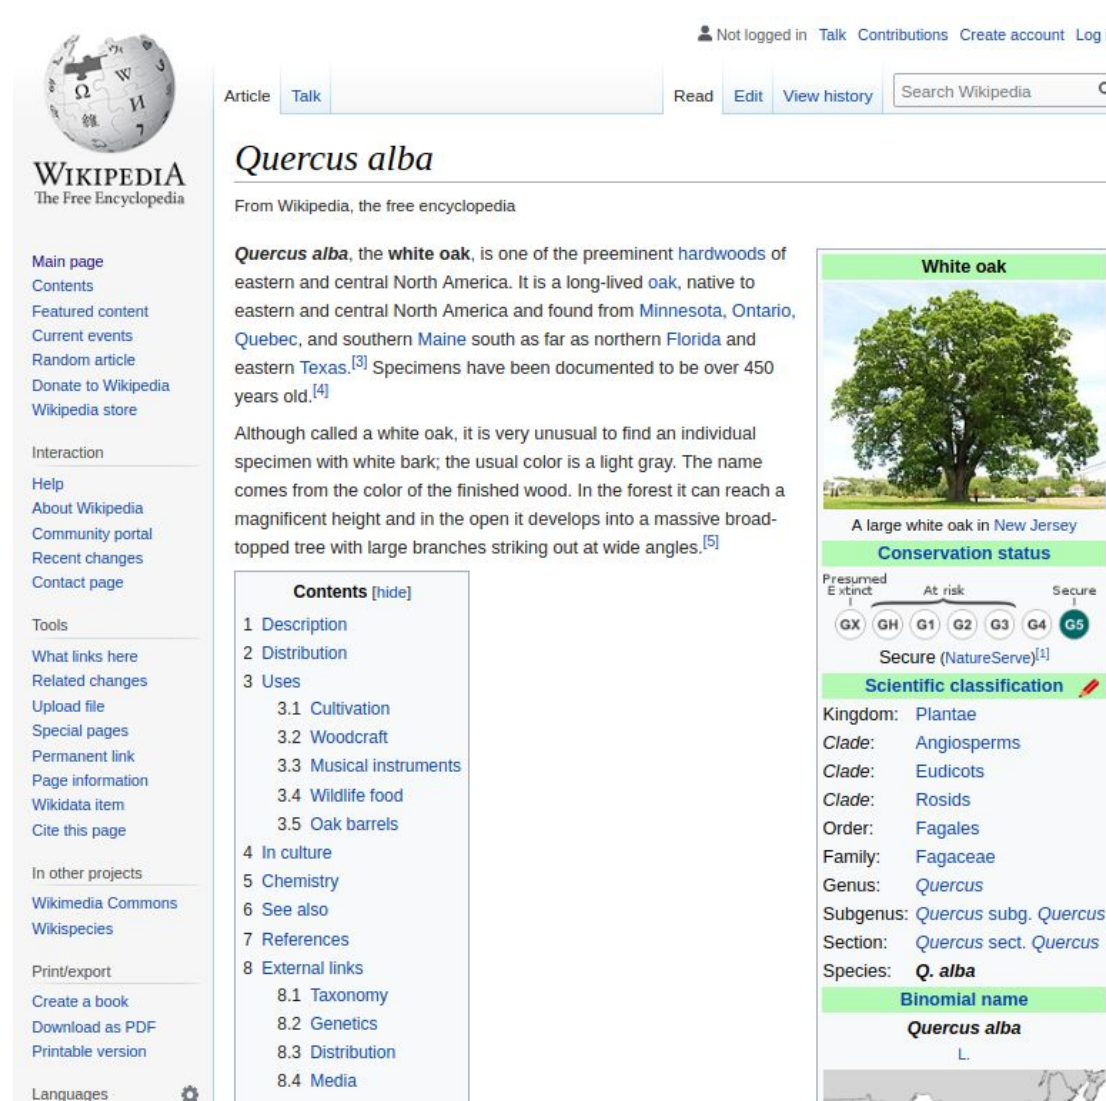 Not logged in Talk Contributions Create account Log
Article Talk Read Edit View history Search Wikipedia
Ω W И 維
WIKIPEDIA
The Free Encyclopedia
Main page
Contents
Featured content
Current events
Random article
Donate to Wikipedia
Wikipedia store
Interaction
Help
About Wikipedia
Community portal
Recent changes
Contact page
Tools
What links here
Related changes
Upload file
Special pages
Permanent link
Page information
Wikidata item
Cite this page
In other projects
Wikimedia Commons
Wikispecies
Print/export
Create a book
Download as PDF
Printable version
Languages
Quercus alba
From Wikipedia, the free encyclopedia
Quercus alba, the white oak, is one of the preeminent hardwoods of
eastern and central North America. It is a long-lived oak, native to
eastern and central North America and found from Minnesota, Ontario,
Quebec, and southern Maine south as far as northern Florida and
eastern Texas.[3] Specimens have been documented to be over 450
years old.[4]
Although called a white oak, it is very unusual to find an individual
specimen with white bark; the usual color is a light gray. The name
comes from the color of the finished wood. In the forest it can reach a
magnificent height and in the open it develops into a massive broad-
topped tree with large branches striking out at wide angles.[5]
Contents [hide]
1 Description
2 Distribution
3 Uses
3.1 Cultivation
3.2 Woodcraft
3.3 Musical instruments
3.4 Wildlife food
3.5 Oak barrels
4 In culture
5 Chemistry
6 See also
7 References
8 External links
8.1 Taxonomy
8.2 Genetics
8.3 Distribution
8.4 Media
White oak
A large white oak in New Jersey
Conservation status
Presumed
Extinct At risk Secure
GX GH G1 G2 G3 G4 G5
Secure (NatureServe)[1]
Scientific classification
Kingdom: Plantae
Clade: Angiosperms
Clade: Eudicots
Clade: Rosids
Order: Fagales
Family: Fagaceae
Genus: Quercus
Subgenus: Quercus subg. Quercus
Section: Quercus sect. Quercus
Species: Q. alba
Binomial name
Quercus alba
L.